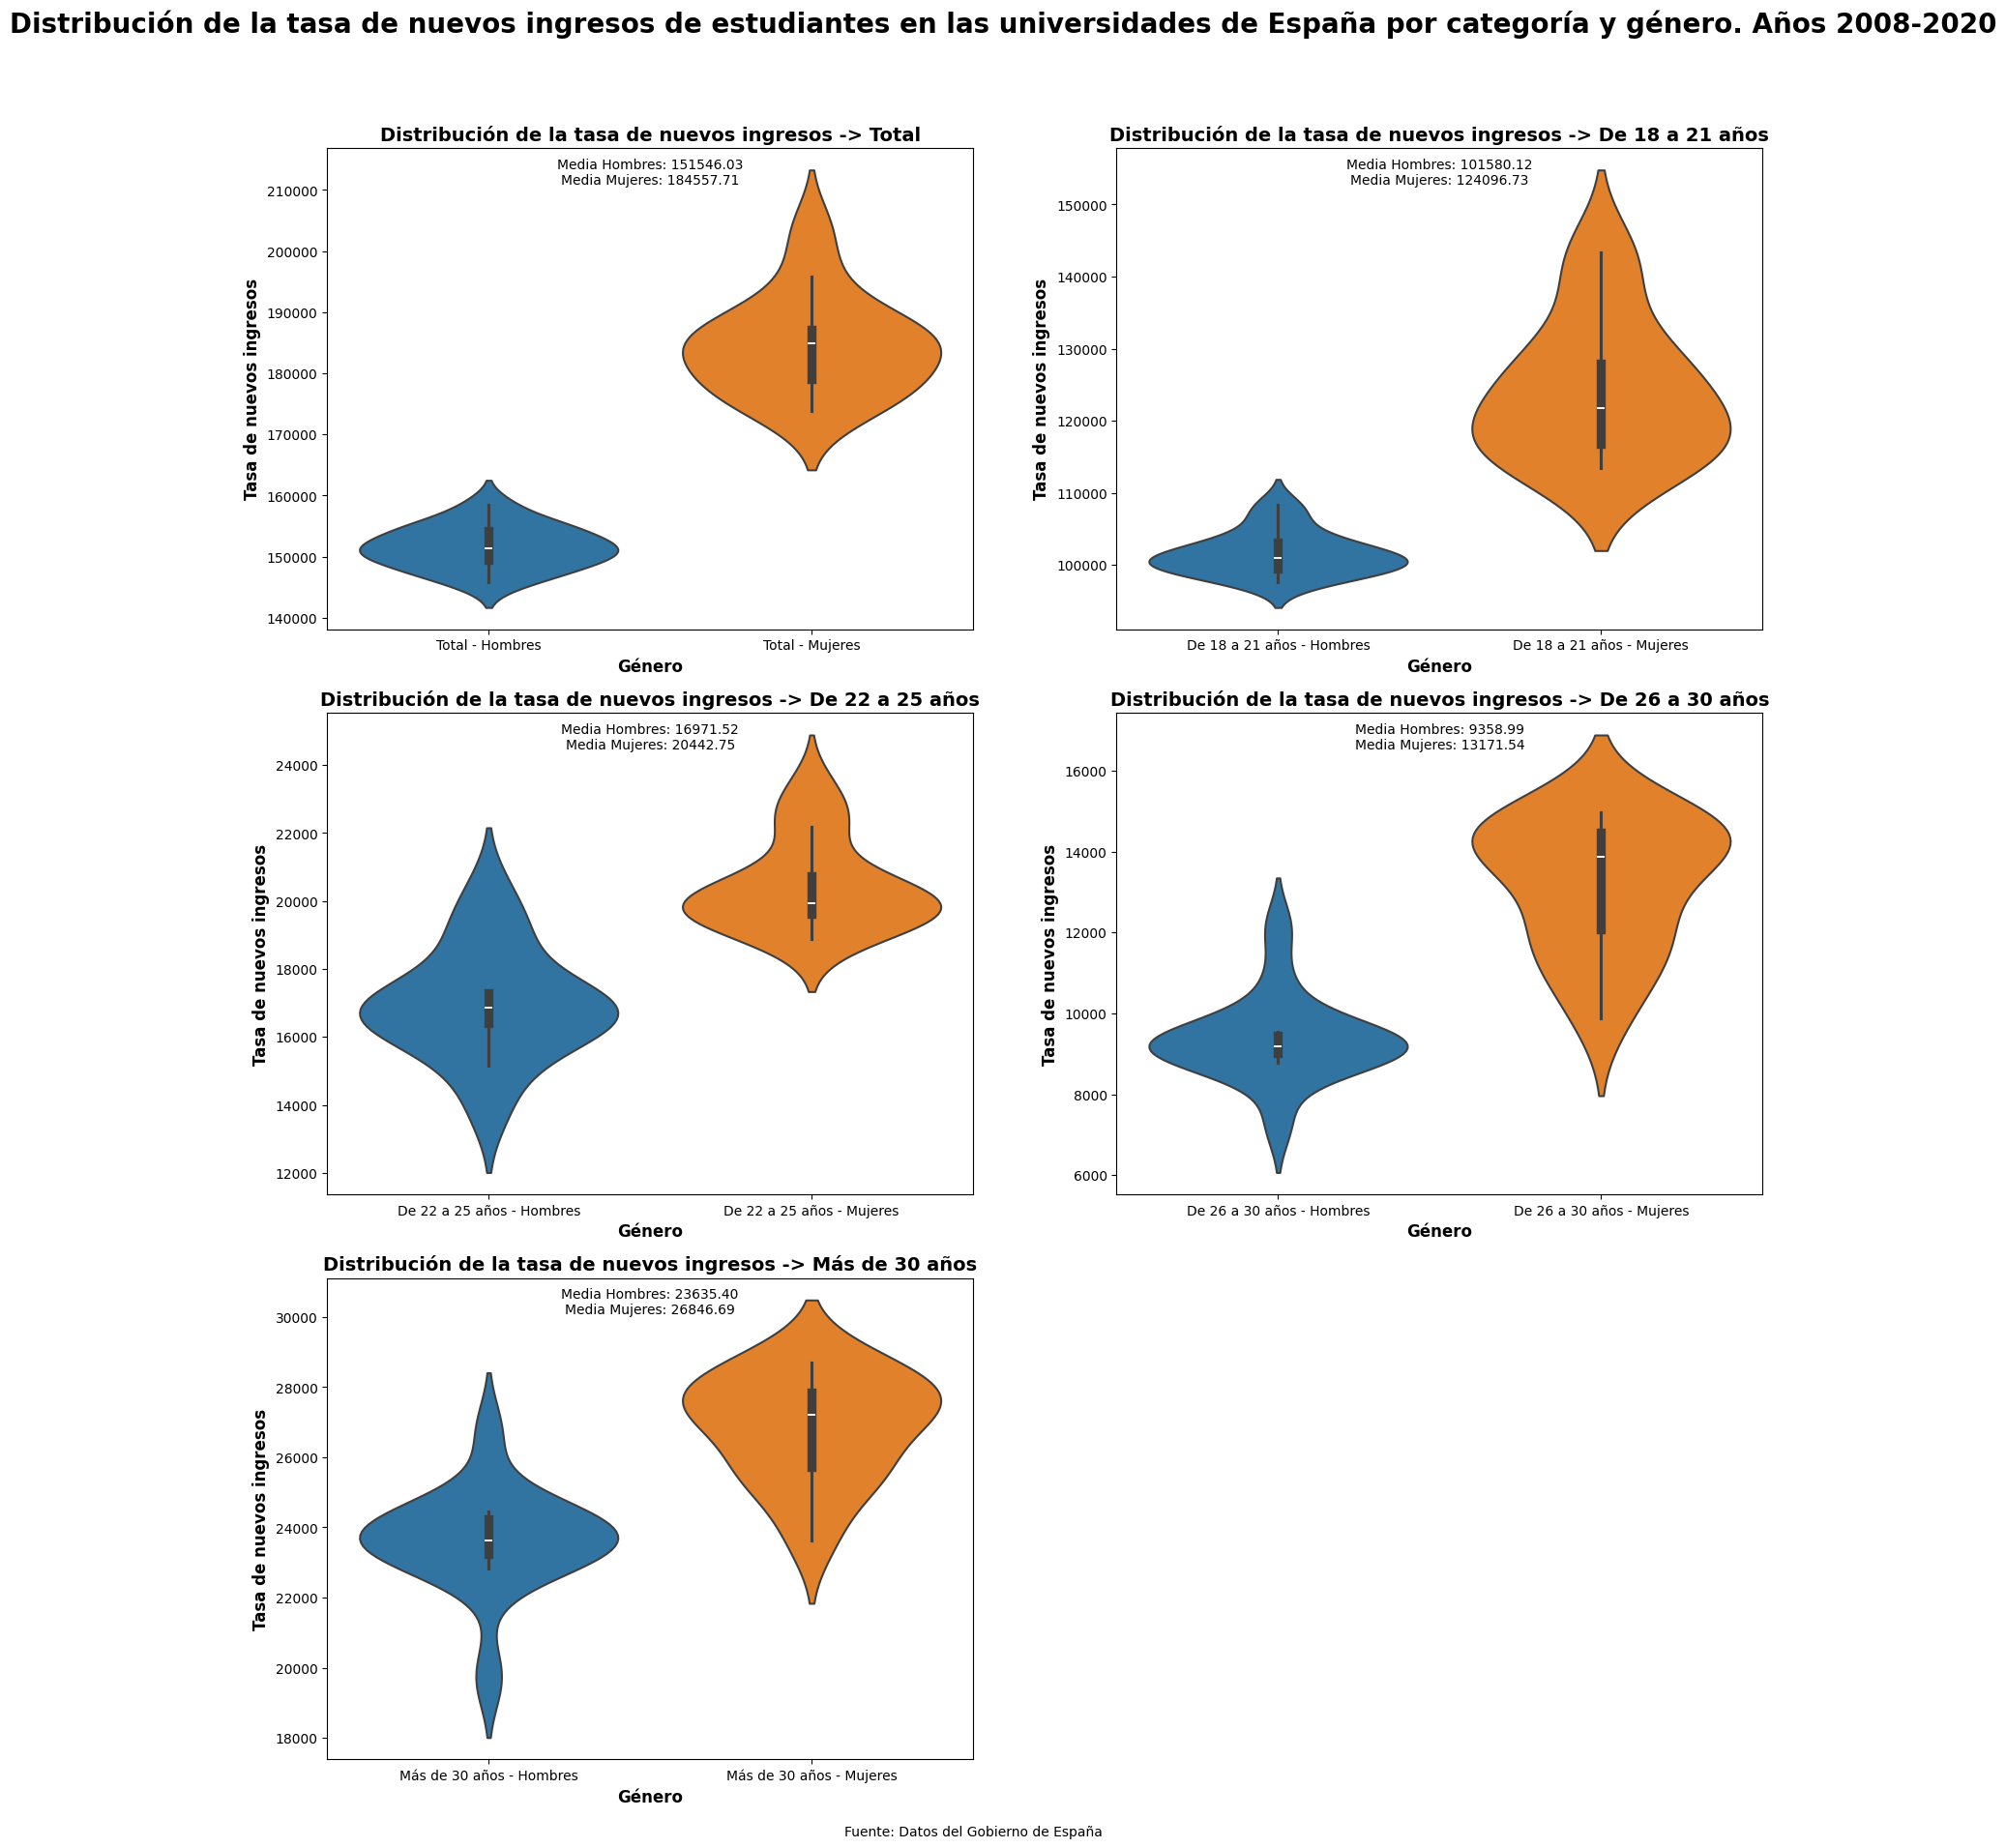 Distribución de la tasa de nuevos ingresos de estudiantes en las universidades de España por categoría y género. Años 2008-2020
Distribución de la tasa de nuevos ingresos -> Total
Media Hombres: 151546.03
Media Mujeres: 184557.71
Tasa de nuevos ingresos
210000
200000
190000
180000
170000
160000
150000
140000
Total - Hombres
Total - Mujeres
Género
Distribución de la tasa de nuevos ingresos -> De 18 a 21 años
Media Hombres: 101580.12
Media Mujeres: 124096.73
Tasa de nuevos ingresos
150000
140000
130000
120000
110000
100000
De 18 a 21 años - Hombres
De 18 a 21 años - Mujeres
Género
Distribución de la tasa de nuevos ingresos -> De 22 a 25 años
Media Hombres: 16971.52
Media Mujeres: 20442.75
Tasa de nuevos ingresos
24000
22000
20000
18000
16000
14000
12000
De 22 a 25 años - Hombres
De 22 a 25 años - Mujeres
Género
Distribución de la tasa de nuevos ingresos -> De 26 a 30 años
Media Hombres: 9358.99
Media Mujeres: 13171.54
Tasa de nuevos ingresos
16000
14000
12000
10000
8000
6000
De 26 a 30 años - Hombres
De 26 a 30 años - Mujeres
Género
Distribución de la tasa de nuevos ingresos -> Más de 30 años
Media Hombres: 23635.40
Media Mujeres: 26846.69
Tasa de nuevos ingresos
30000
28000
26000
24000
22000
20000
18000
Más de 30 años - Hombres
Más de 30 años - Mujeres
Género
Fuente: Datos del Gobierno de España